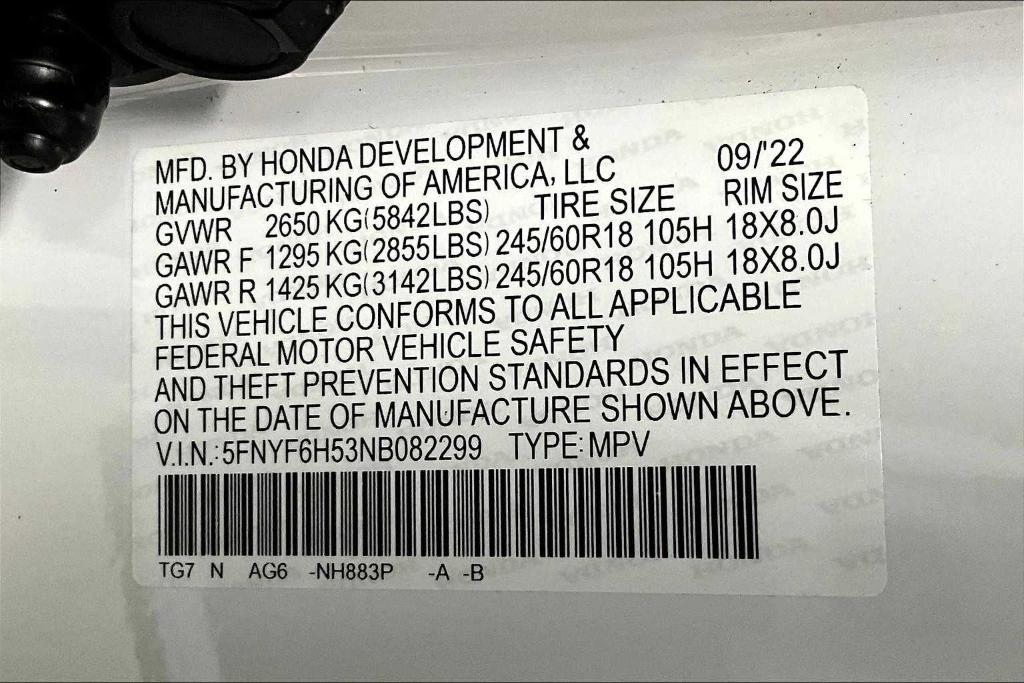 MFD. BY HONDA DEVELOPMENT &
MANUFACTURING OF AMERICA, LLC 09/'22
GVWR 2650 KG(5842LBS) TIRE SIZE RIM SIZE
GAWR F 1295 KG(2855LBS) 245/60R18 105H 18X8.0J
GAWR R 1425 KG(3142LBS) 245/60R18 105H 18X8.0J
THIS VEHICLE CONFORMS TO ALL APPLICABLE
FEDERAL MOTOR VEHICLE SAFETY
AND THEFT PREVENTION STANDARDS IN EFFECT
ON THE DATE OF MANUFACTURE SHOWN ABOVE.
V.I.N.:5FNYF6H53NB082299 TYPE:MPV
TG7 N AG6 -NH883P -A -B